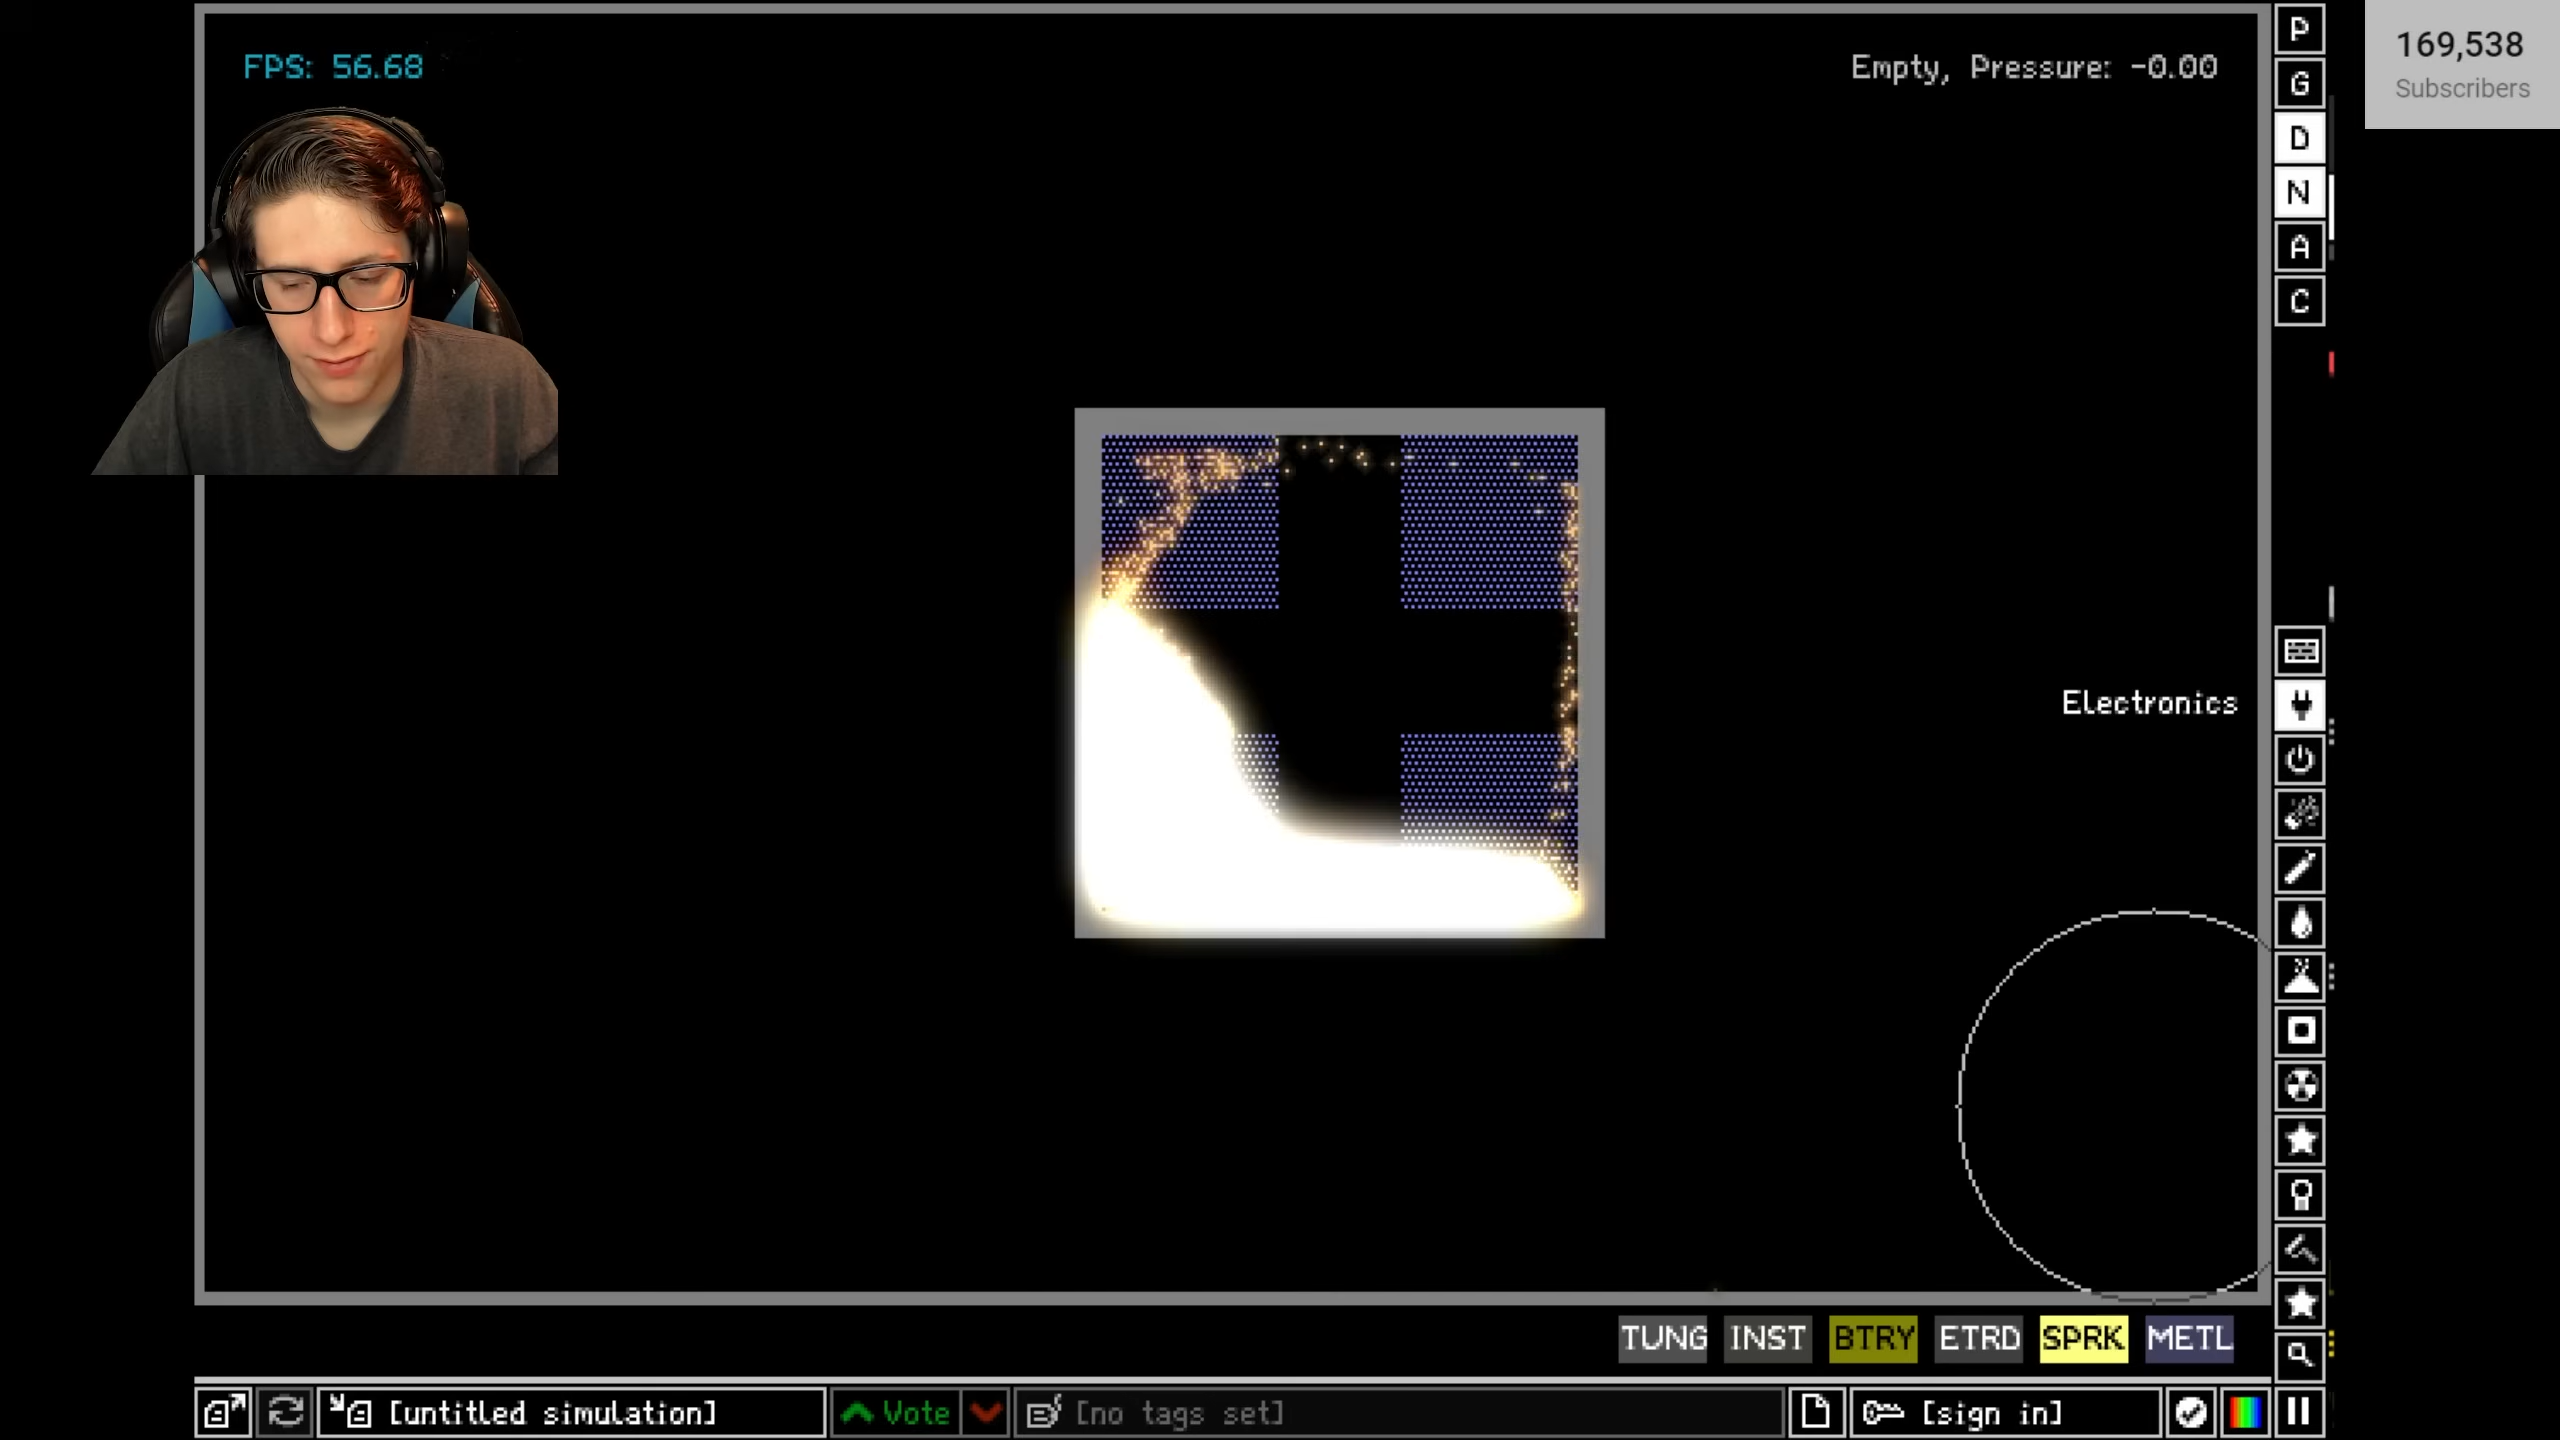 FPS: 56.68
Empty, Pressure: -0.00
169,538
Subscribers
P
G
D
N
A
C
Electronics
TUNG INST BTRY ETRD SPRK METL
[untitled simulation] Vote [no tags set] [sign in]